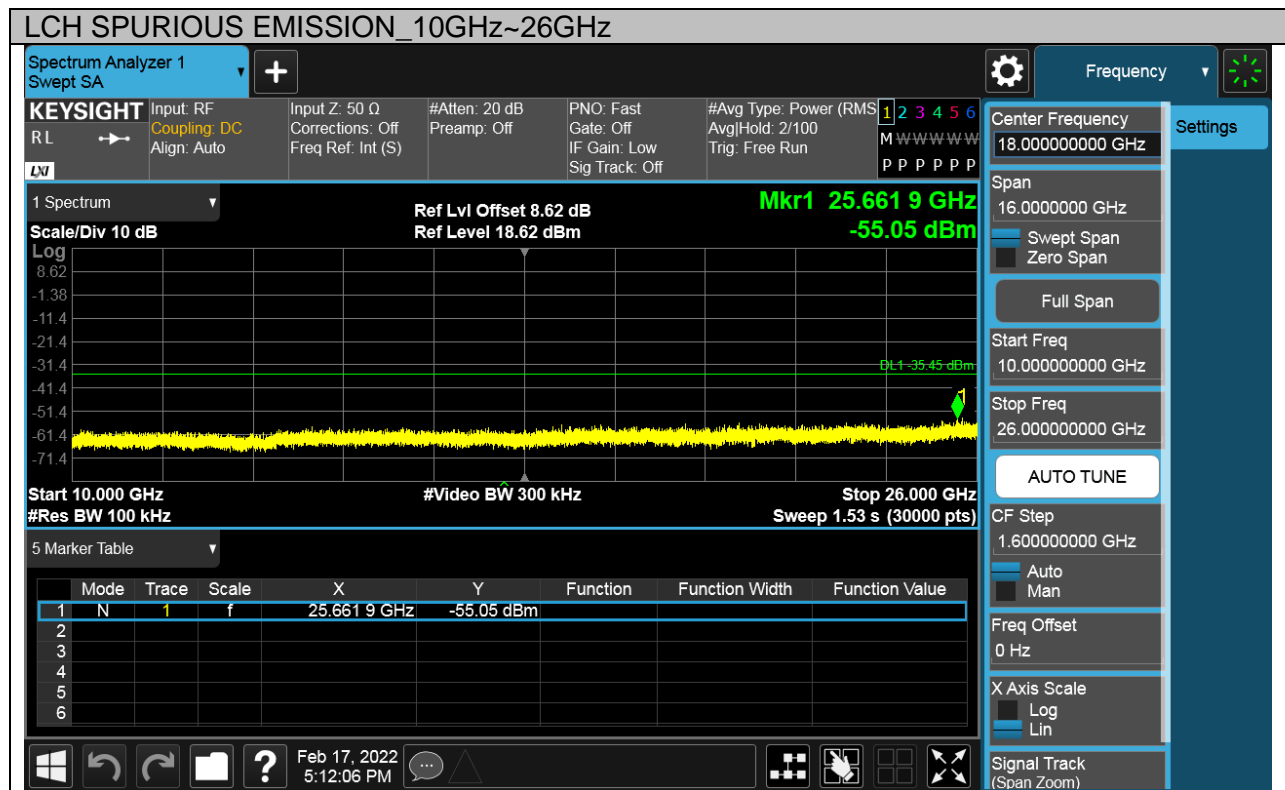 LCH SPURIOUS EMISSION_10GHz~26GHz
Spectrum Analyzer 1
Swept SA
Frequency
KEYSIGHT
RL
LXI
Input: RF
Coupling: DC
Align: Auto
Input Z: 50 Ω
Corrections: Off
Freq Ref: Int (S)
#Atten: 20 dB
Preamp: Off
PNO: Fast
Gate: Off
IF Gain: Low
Sig Track: Off
#Avg Type: Power (RMS
Avg|Hold: 2/100
Trig: Free Run
1 2 3 4 5 6
M W W W W W
P P P P P P
1 Spectrum
Scale/Div 10 dB
Ref Lvl Offset 8.62 dB
Ref Level 18.62 dBm
Mkr1 25.661 9 GHz
-55.05 dBm
Log
8.62
-1.38
-11.4
-21.4
-31.4
DL1 -35.45 dBm
-41.4
1
-51.4
-61.4
-71.4
Start 10.000 GHz
#Video BW 300 kHz
Stop 26.000 GHz
#Res BW 100 kHz
Sweep 1.53 s (30000 pts)
5 Marker Table
Mode Trace Scale X Y Function Function Width Function Value
1 N 1 f 25.661 9 GHz -55.05 dBm
2
3
4
5
6
Feb 17, 2022
5:12:06 PM
Center Frequency
18.000000000 GHz
Settings
Span
16.0000000 GHz
Swept Span
Zero Span
Full Span
Start Freq
10.000000000 GHz
Stop Freq
26.000000000 GHz
AUTO TUNE
CF Step
1.600000000 GHz
Auto
Man
Freq Offset
0 Hz
X Axis Scale
Log
Lin
Signal Track
(Span Zoom)